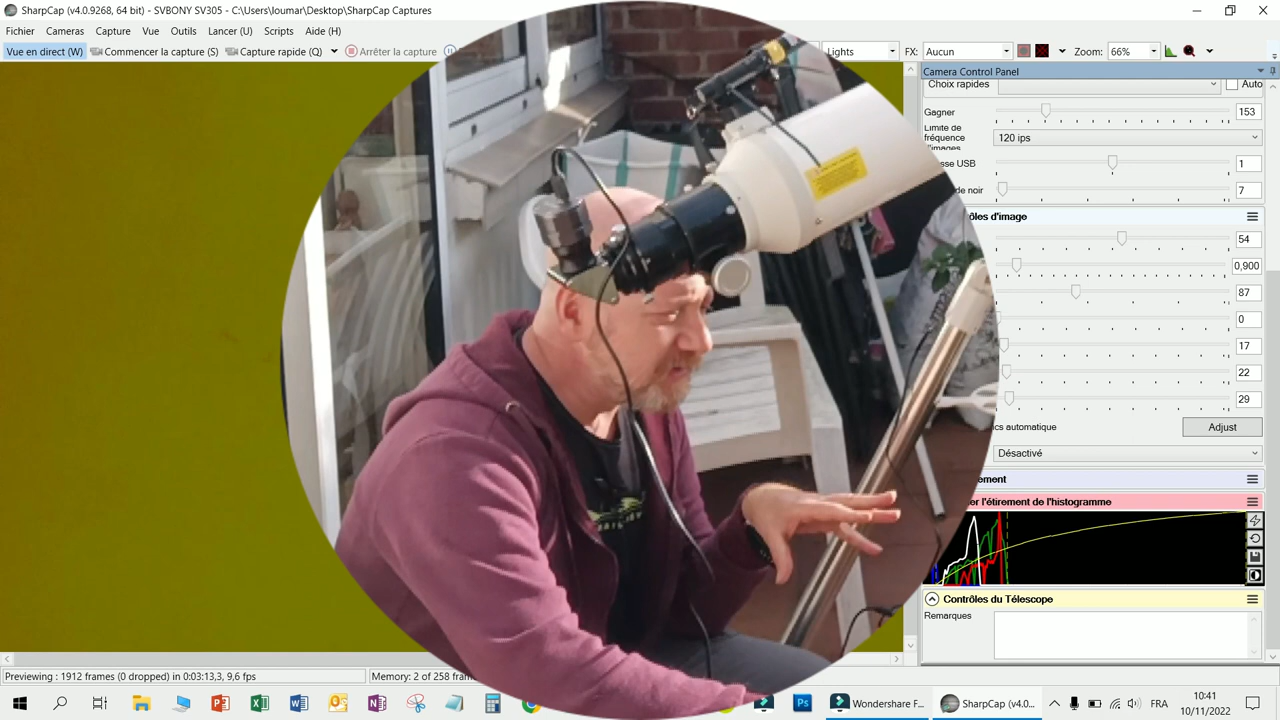 SharpCap (v4.0.9268, 64 bit) - SVBONY SV305 - C:\Users\loumar\Desktop\SharpCap Captures
Fichier Cameras Capture Vue Outils Lancer (U) Scripts Aide (H)
Vue en direct (W) Commencer la capture (S) Capture rapide (Q) Arrêter la capture Lights FX: Aucun Zoom: 66%
Camera Control Panel
Choix rapides Auto
Gagner 153
Limite de
fréquence
d'images
120 ips
sse USB 1
de noir 7
ôles d'image
54
0,900
87
0
17
22
29
cs automatique Adjust
Désactivé
ement
er l'étirement de l'histogramme
Contrôles du Télescope
Remarques
Previewing : 1912 frames (0 dropped) in 0:03:13,3, 9,6 fps Memory: 2 of 258 fram
Wondershare F... SharpCap (v4.0... FRA 10:41
10/11/2022